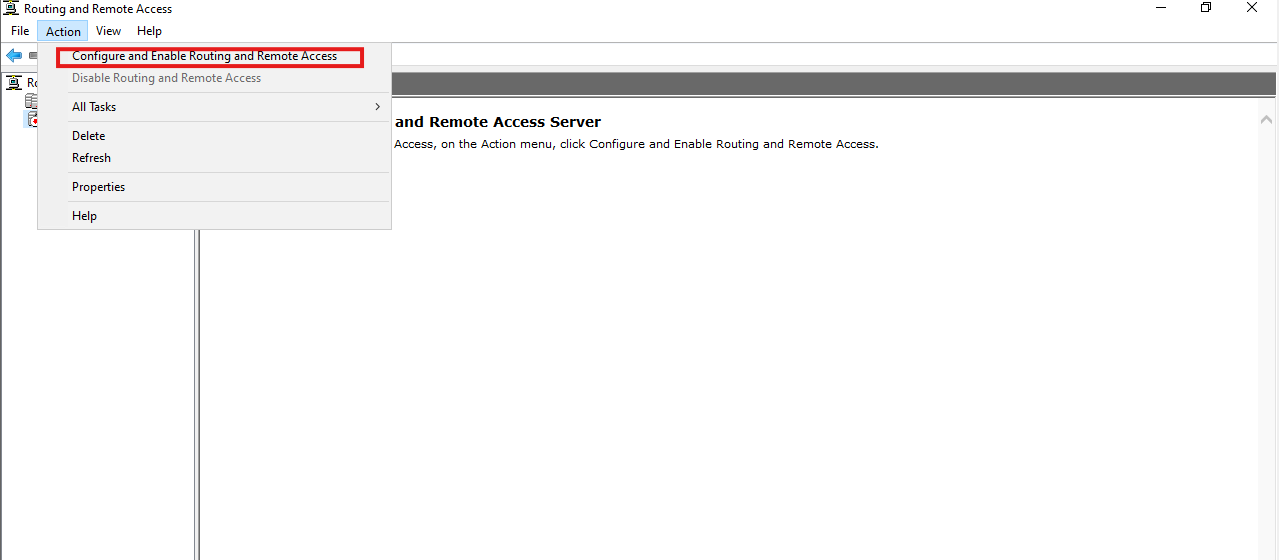 Routing and Remote Access
File Action View Help
Configure and Enable Routing and Remote Access
Disable Routing and Remote Access
All Tasks
Delete
Refresh
Properties
Help
Ro
and Remote Access Server
Access, on the Action menu, click Configure and Enable Routing and Remote Access.